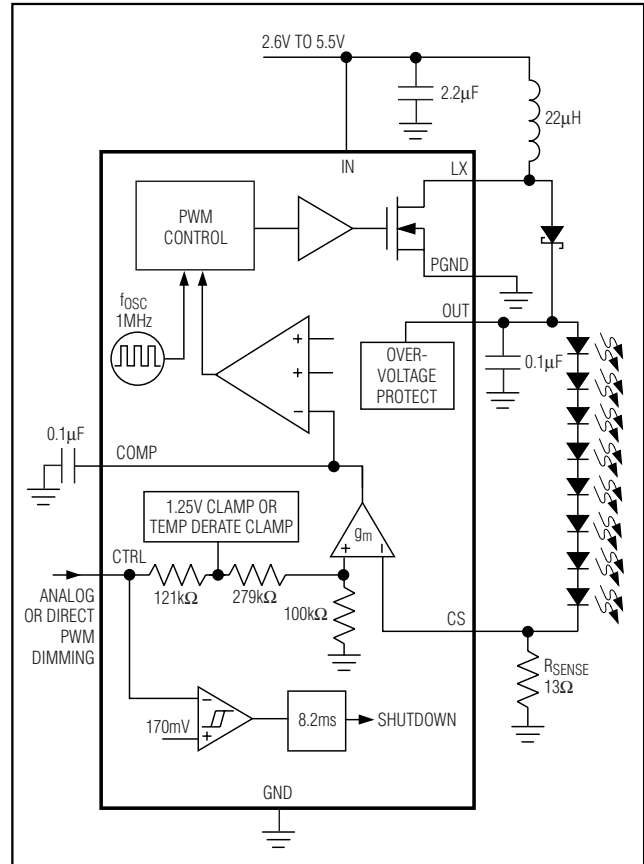 2.6V TO 5.5V
2.2µF
22µH
IN
LX
PWM
CONTROL
PGND
fOSC
1MHz
OUT
OVER-
VOLTAGE
PROTECT
0.1µF
+
+
−
0.1µF
COMP
1.25V CLAMP OR
TEMP DERATE CLAMP
gm
+
−
CTRL
121kΩ
279kΩ
ANALOG
OR DIRECT
PWM
DIMMING
100kΩ
CS
RSENSE
13Ω
−
170mV
+
8.2ms
SHUTDOWN
GND